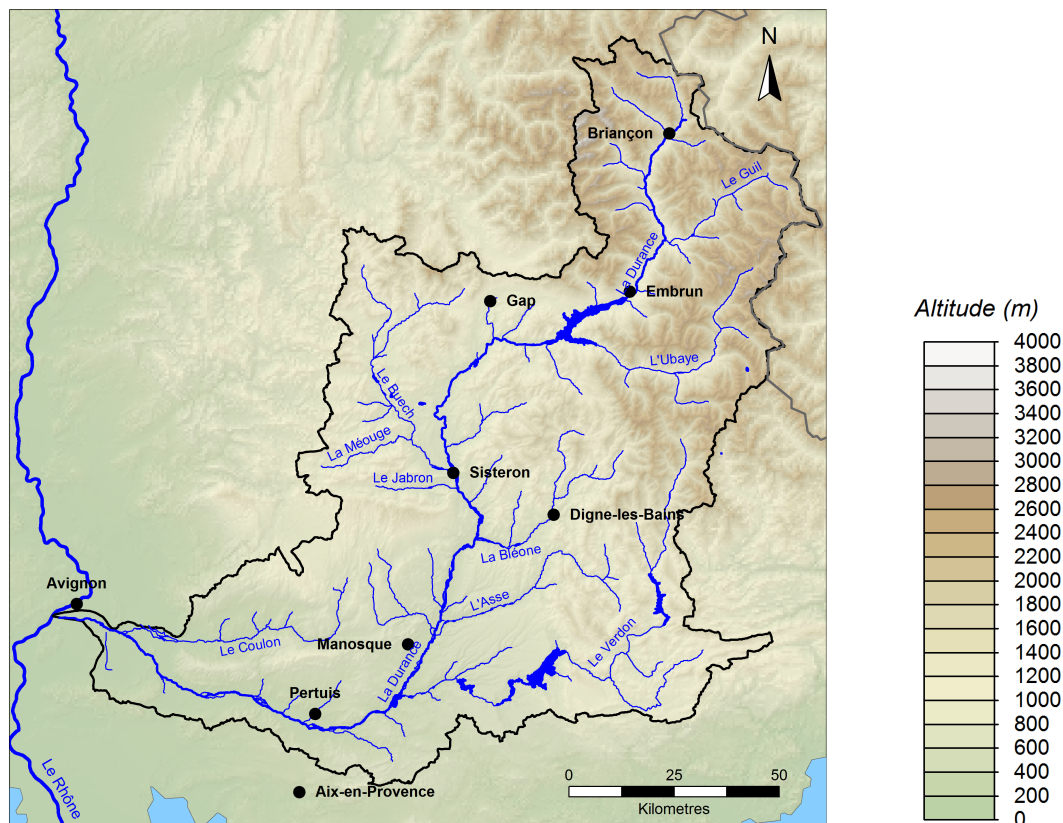 N
Briançon
Le Guil
La Durance
Embrun
Gap
L'Ubaye
Le Buech
La Méouge
Le Jabron
Sisteron
Digne-les-Bains
La Bléone
Avignon
L'Asse
Le Coulon
Manosque
Le Verdon
La Durance
Pertuis
Le Rhône
Aix-en-Provence
0 25 50
Kilometres
Altitude (m)
4000
3800
3600
3400
3200
3000
2800
2600
2400
2200
2000
1800
1600
1400
1200
1000
800
600
400
200
0